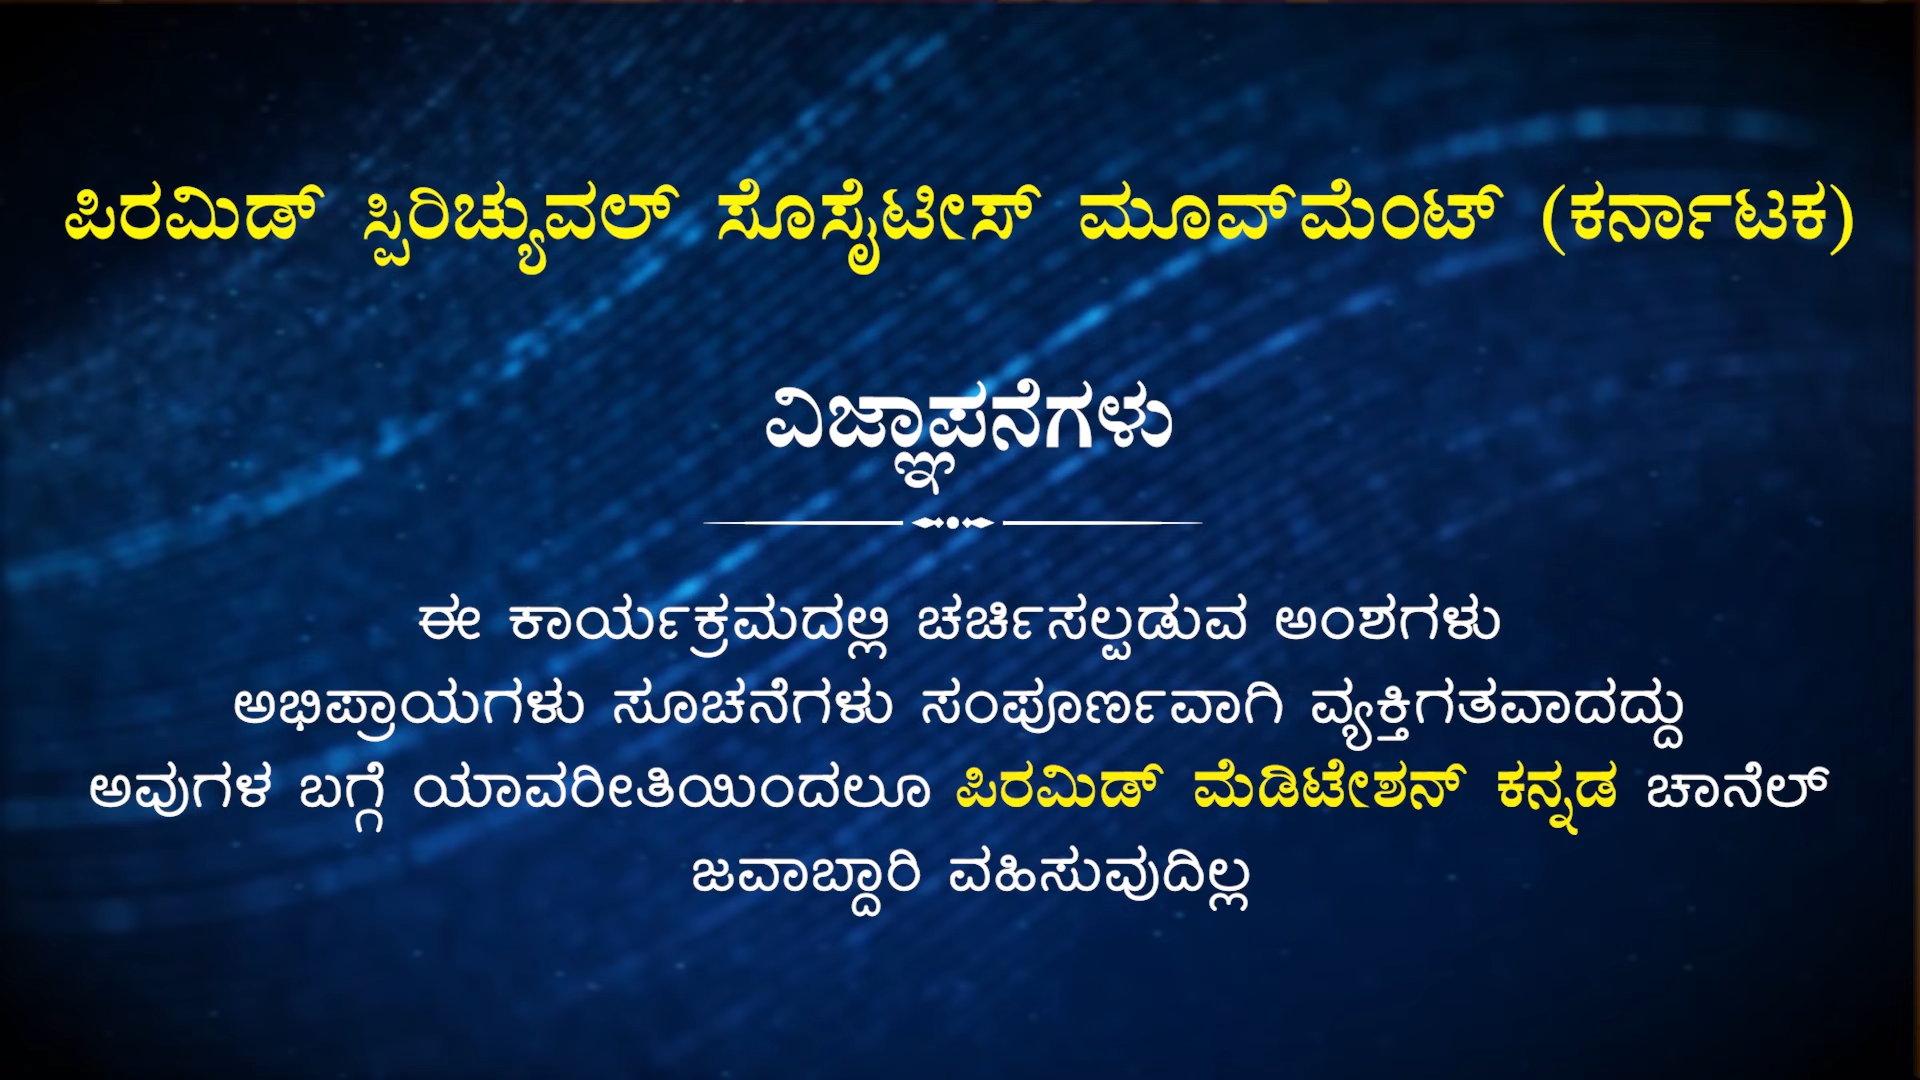 ಪಿರಮಿಡ್ ಸ್ಪಿರಿಚ್ಯುವಲ್ ಸೊಸೈಟೀಸ್ ಮೂವ್‌ಮೆಂಟ್ (ಕರ್ನಾಟಕ)
ವಿಜ್ಞಾಪನೆಗಳು
ಈ ಕಾರ್ಯಕ್ರಮದಲ್ಲಿ ಚರ್ಚಿಸಲ್ಪಡುವ ಅಂಶಗಳು
ಅಭಿಪ್ರಾಯಗಳು ಸೂಚನೆಗಳು ಸಂಪೂರ್ಣವಾಗಿ ವ್ಯಕ್ತಿಗತವಾದದ್ದು
ಅವುಗಳ ಬಗ್ಗೆ ಯಾವರೀತಿಯಿಂದಲೂ ಪಿರಮಿಡ್ ಮೆಡಿಟೇಶನ್ ಕನ್ನಡ ಚಾನೆಲ್
ಜವಾಬ್ದಾರಿ ವಹಿಸುವುದಿಲ್ಲ